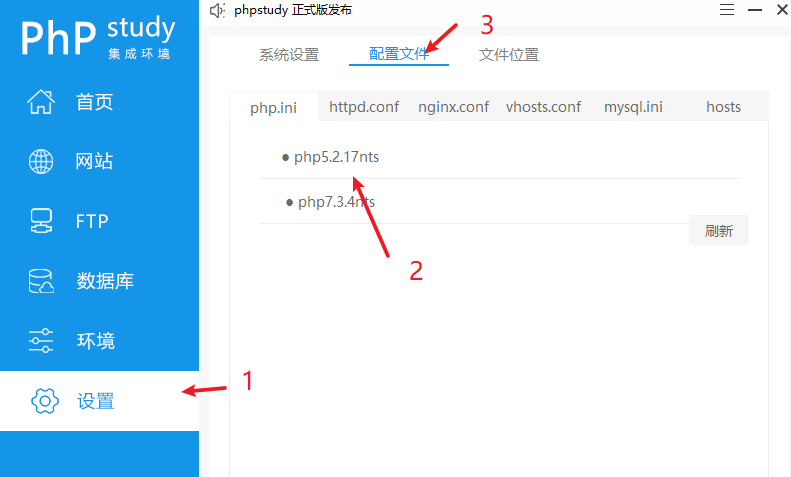 phpstudy 正式版发布
PhP study
集成环境
首页
网站
FTP
数据库
环境
设置
1
系统设置 配置文件 文件位置
3
php.ini httpd.conf nginx.conf vhosts.conf mysql.ini hosts
● php5.2.17nts
● php7.3.4nts
刷新
2